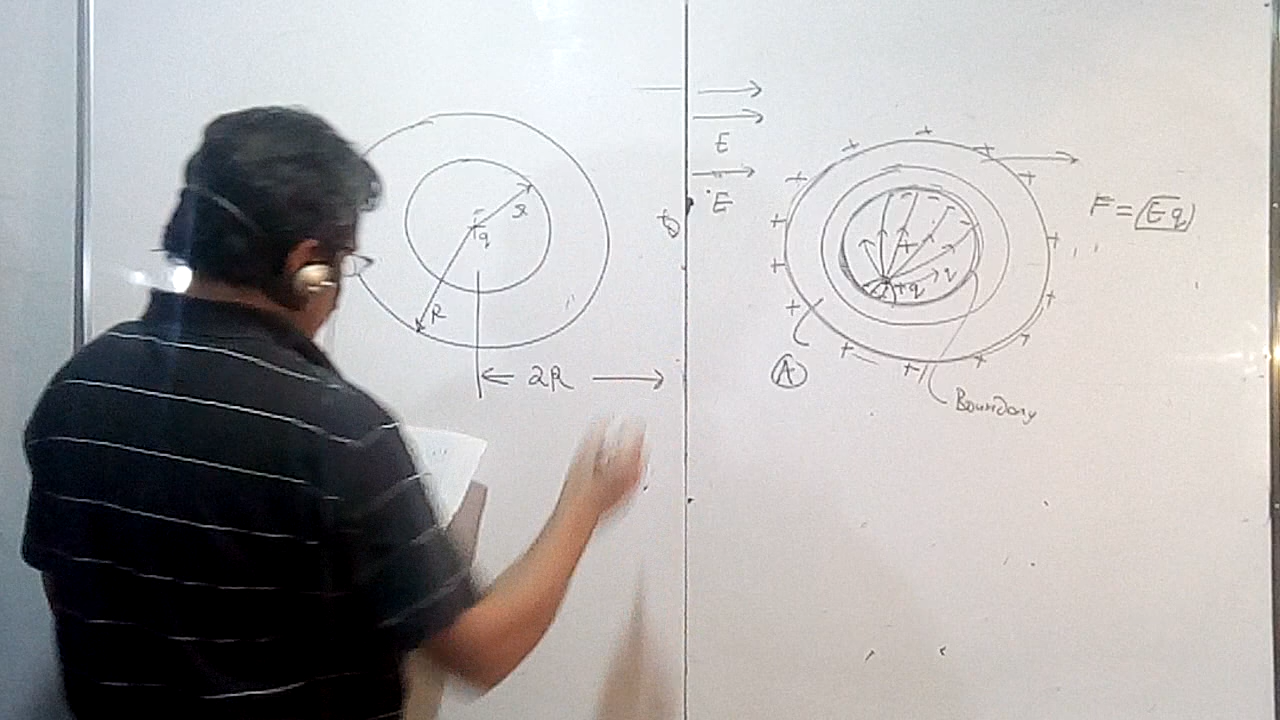 r
q
R
2R
E
E
+ + + + + + + + + + + + + + +
+q
q
F = Eq
A
Boundary